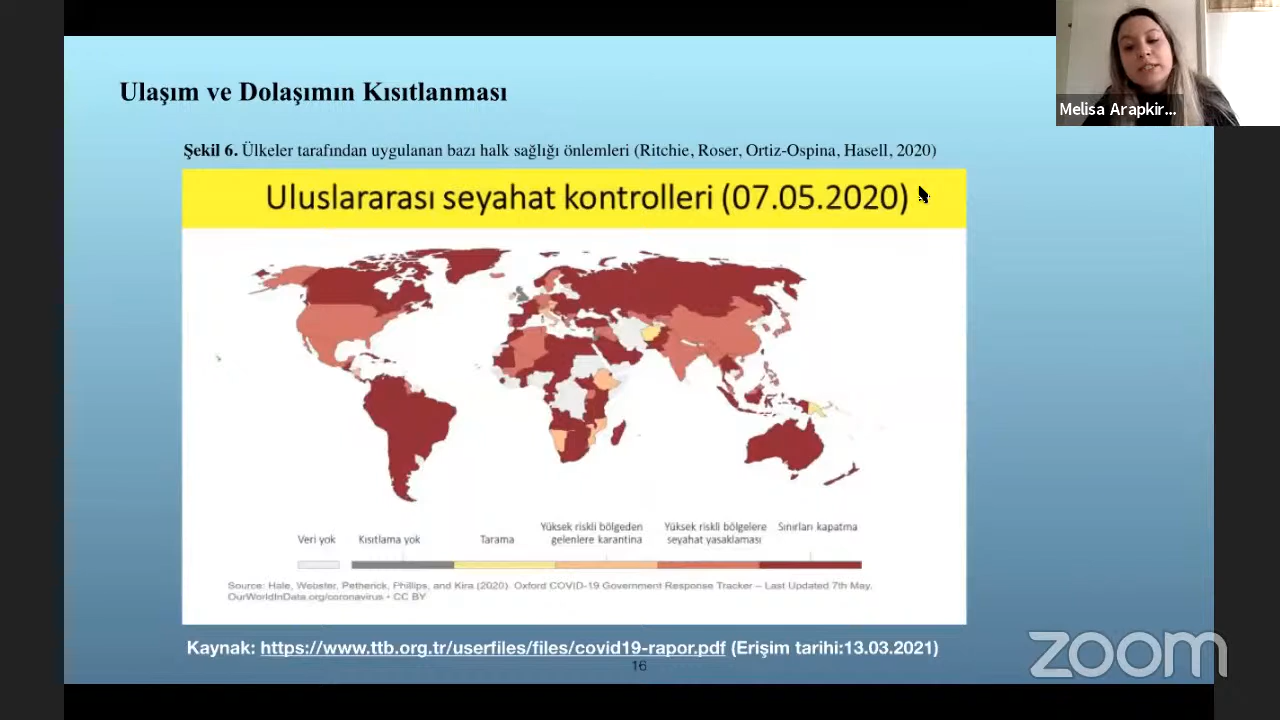 Melisa Arapkir...
Ulaşım ve Dolaşımın Kısıtlanması
Şekil 6. Ülkeler tarafından uygulanan bazı halk sağlığı önlemleri (Ritchie, Roser, Ortiz-Ospina, Hasell, 2020)
Uluslararası seyahat kontrolleri (07.05.2020)
Veri yok
Kısıtlama yok
Tarama
Yüksek riskli bölgeden
gelenlere karantina
Yüksek riskli bölgelere
seyahat yasaklaması
Sınırları kapatma
Source: Hale, Webster, Petherick, Phillips, and Kira (2020). Oxford COVID-19 Government Response Tracker – Last Updated 7th May.
OurWorldInData.org/coronavirus • CC BY
Kaynak: https://www.ttb.org.tr/userfiles/files/covid19-rapor.pdf (Erişim tarihi:13.03.2021)
16
zoom